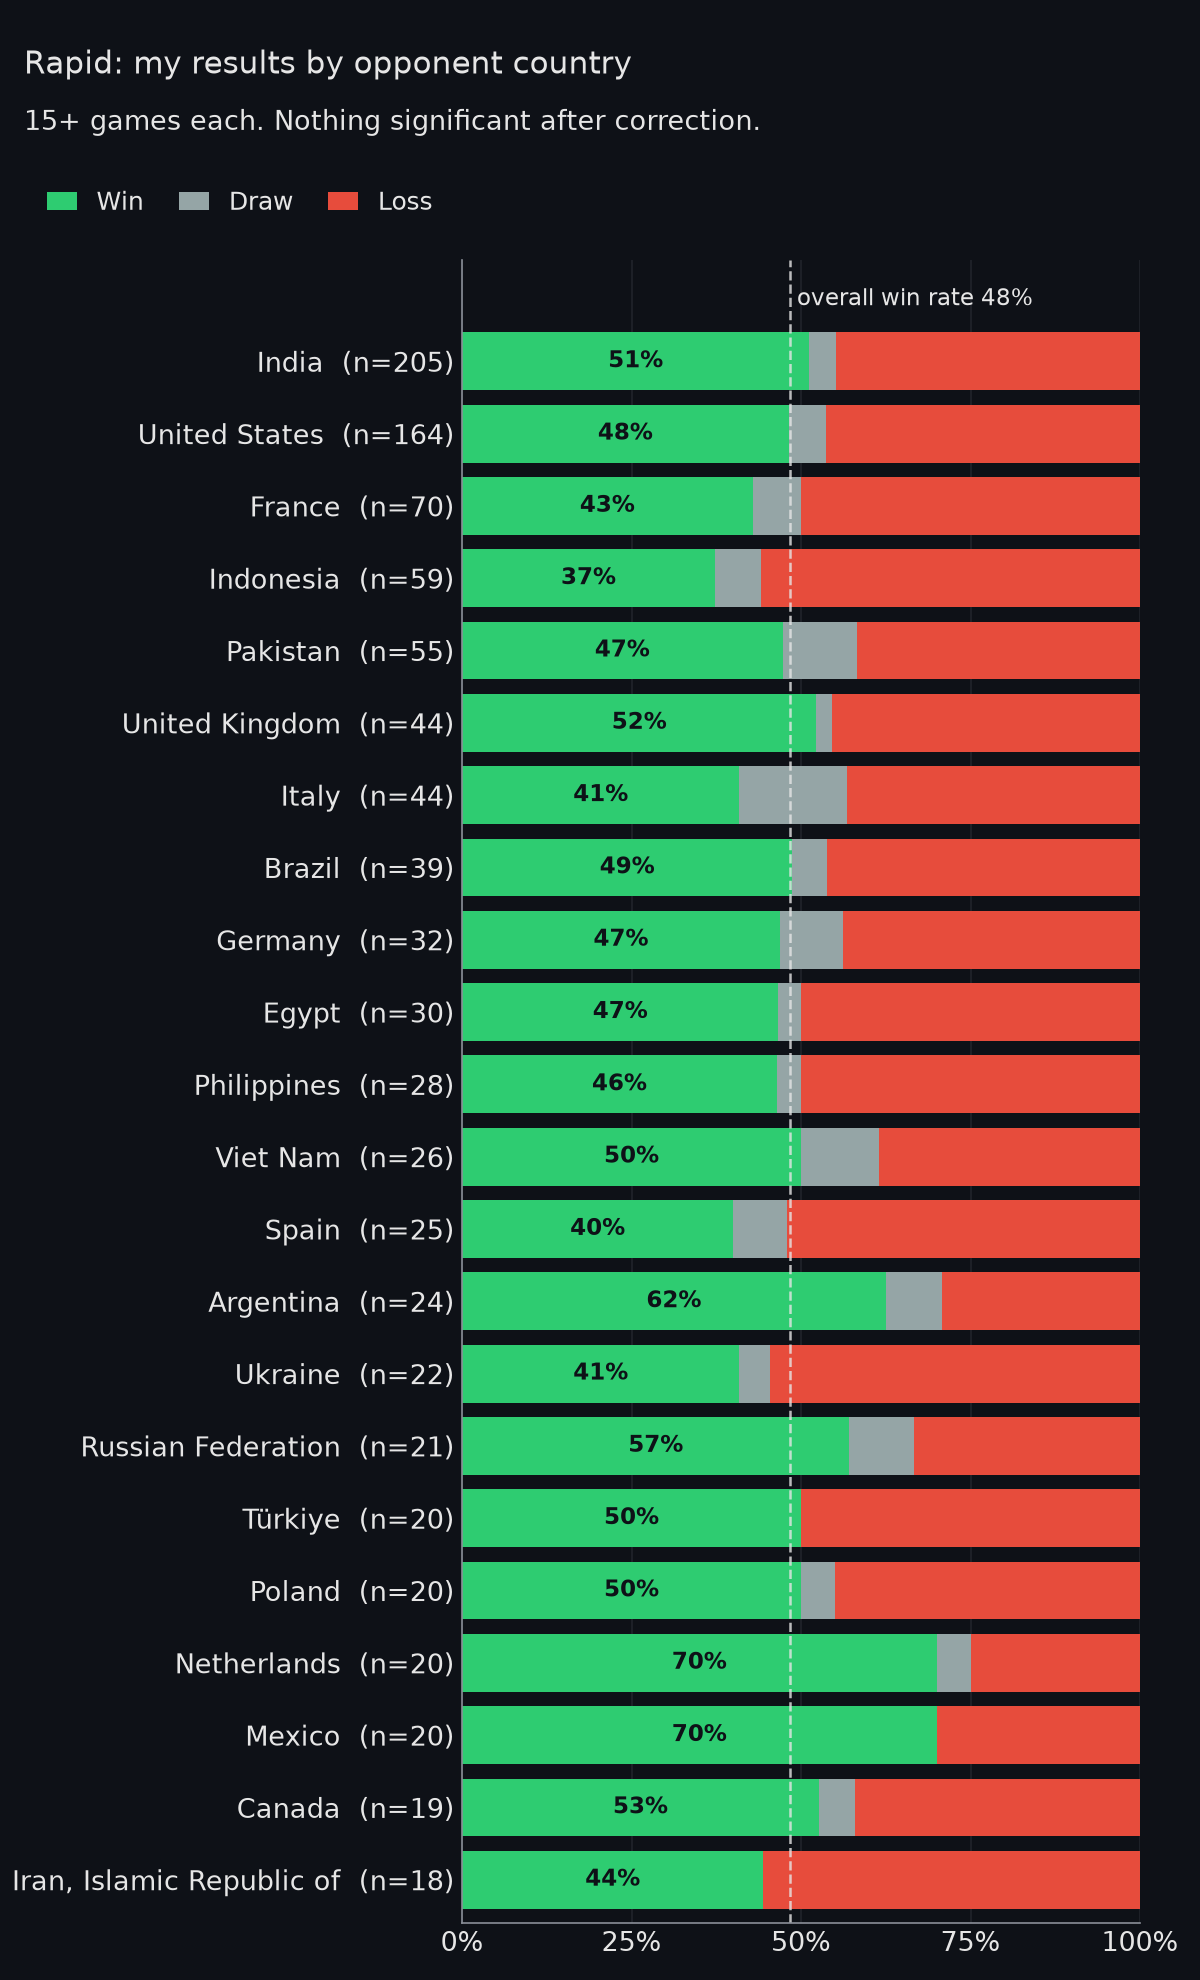 Rapid: my results by opponent country
15+ games each. Nothing significant after correction.
Win Draw Loss
overall win rate 48%
India (n=205) 51%
United States (n=164) 48%
France (n=70) 43%
Indonesia (n=59) 37%
Pakistan (n=55) 47%
United Kingdom (n=44) 52%
Italy (n=44) 41%
Brazil (n=39) 49%
Germany (n=32) 47%
Egypt (n=30) 47%
Philippines (n=28) 46%
Viet Nam (n=26) 50%
Spain (n=25) 40%
Argentina (n=24) 62%
Ukraine (n=22) 41%
Russian Federation (n=21) 57%
Türkiye (n=20) 50%
Poland (n=20) 50%
Netherlands (n=20) 70%
Mexico (n=20) 70%
Canada (n=19) 53%
Iran, Islamic Republic of (n=18) 44%
0% 25% 50% 75% 100%